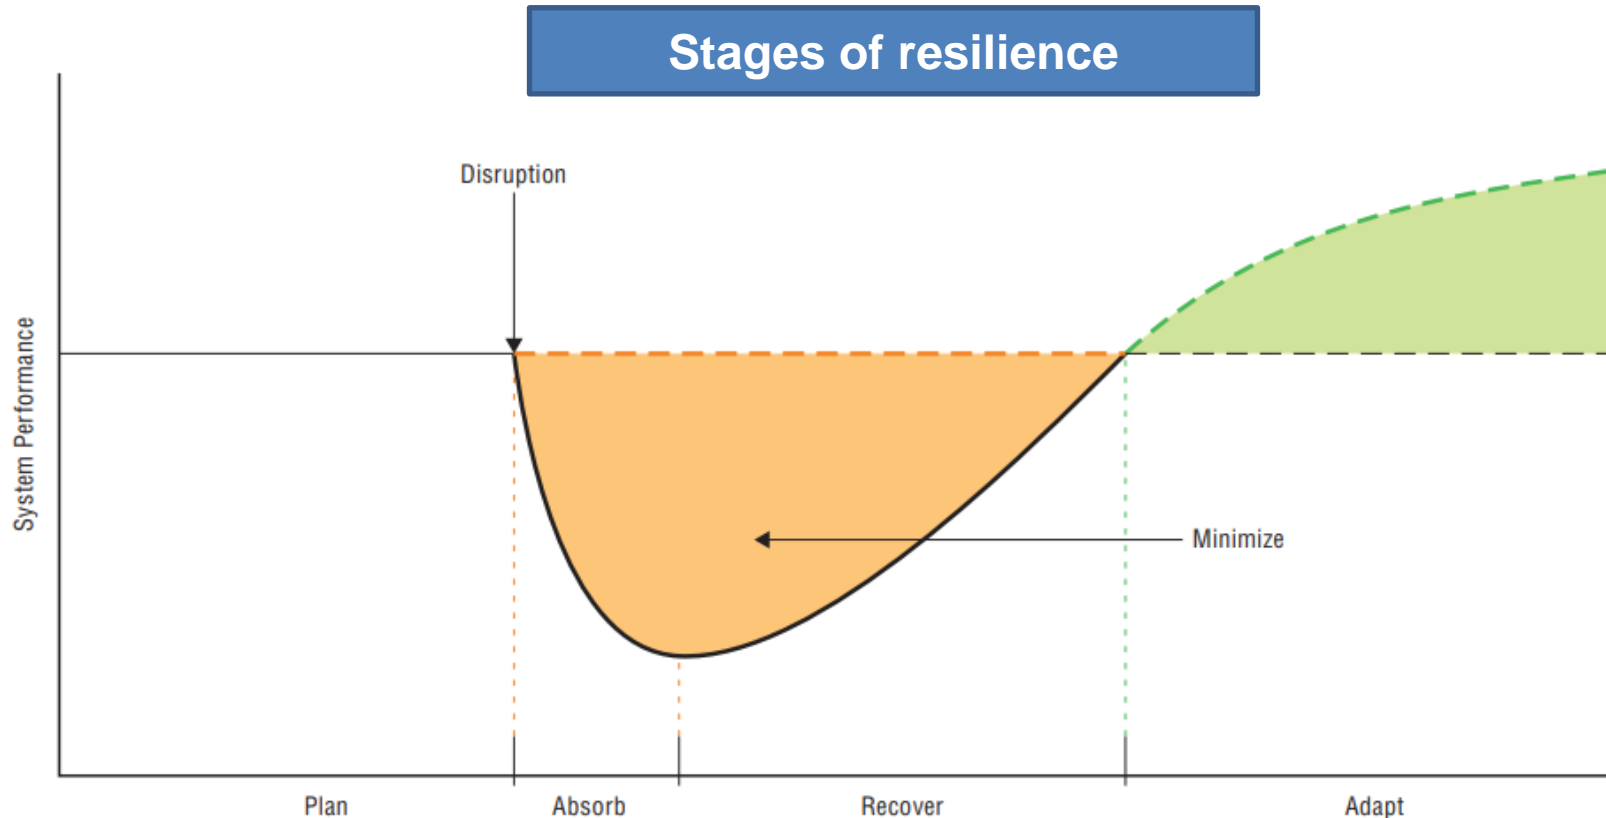 Stages of resilience
Disruption
System Performance
Minimize
Plan
Absorb
Recover
Adapt